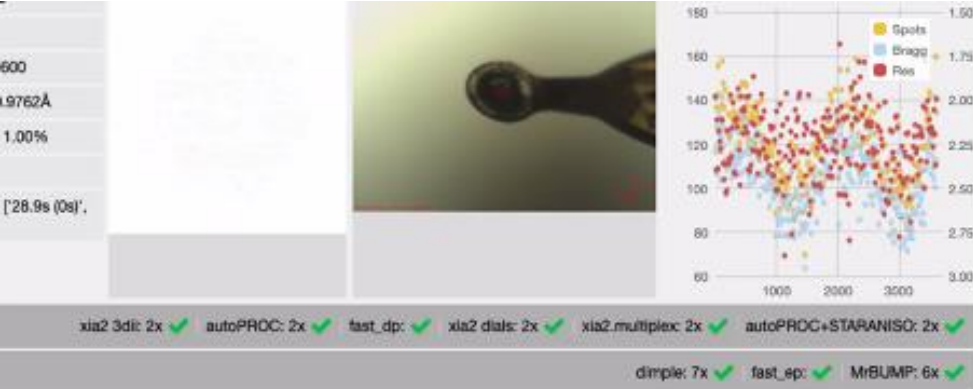 600
0.9762Å
1.00%
['28.9s (0s)',
180
160
140
120
100
80
60
1000 2000 3000
Spots
Bragg
Res
1.50
1.75
2.00
2.25
2.50
2.75
3.00
xia2 3dii: 2x autoPROC: 2x fast_dp: xia2 dials: 2x xia2.multiplex: 2x autoPROC+STARANISO: 2x
dimple: 7x fast_ep: MrBUMP: 6x